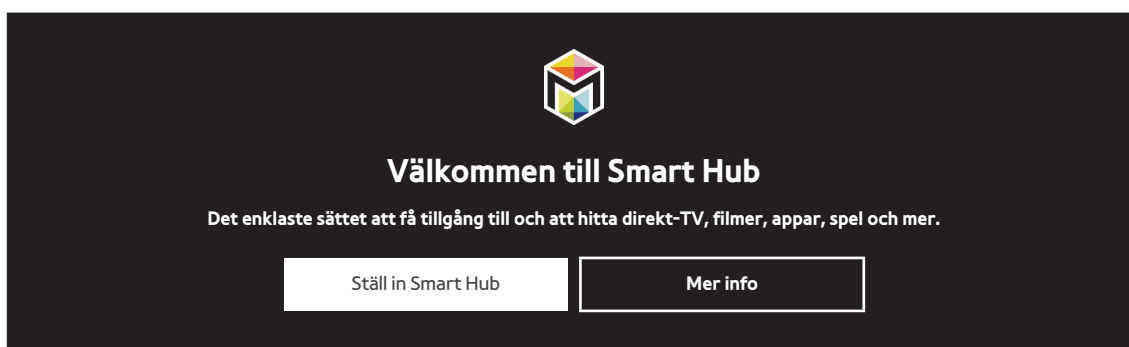 Välkommen till Smart Hub
Det enklaste sättet att få tillgång till och att hitta direkt-TV, filmer, appar, spel och mer.
Ställ in Smart Hub
Mer info